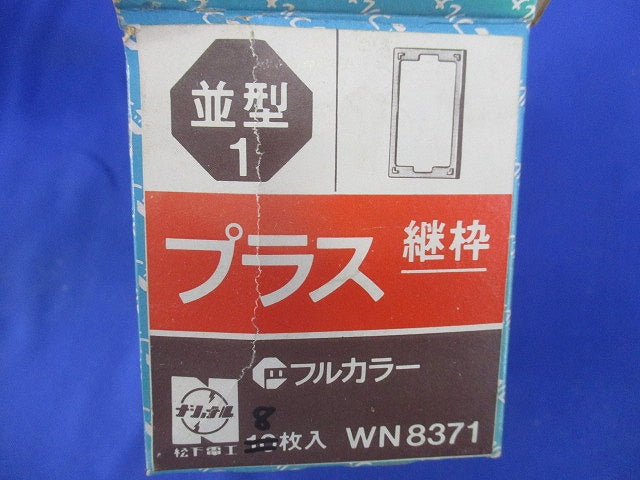 並型
1
プラス 継枠
フルカラー
ナショナル
松下電工
8
10枚入 WN8371